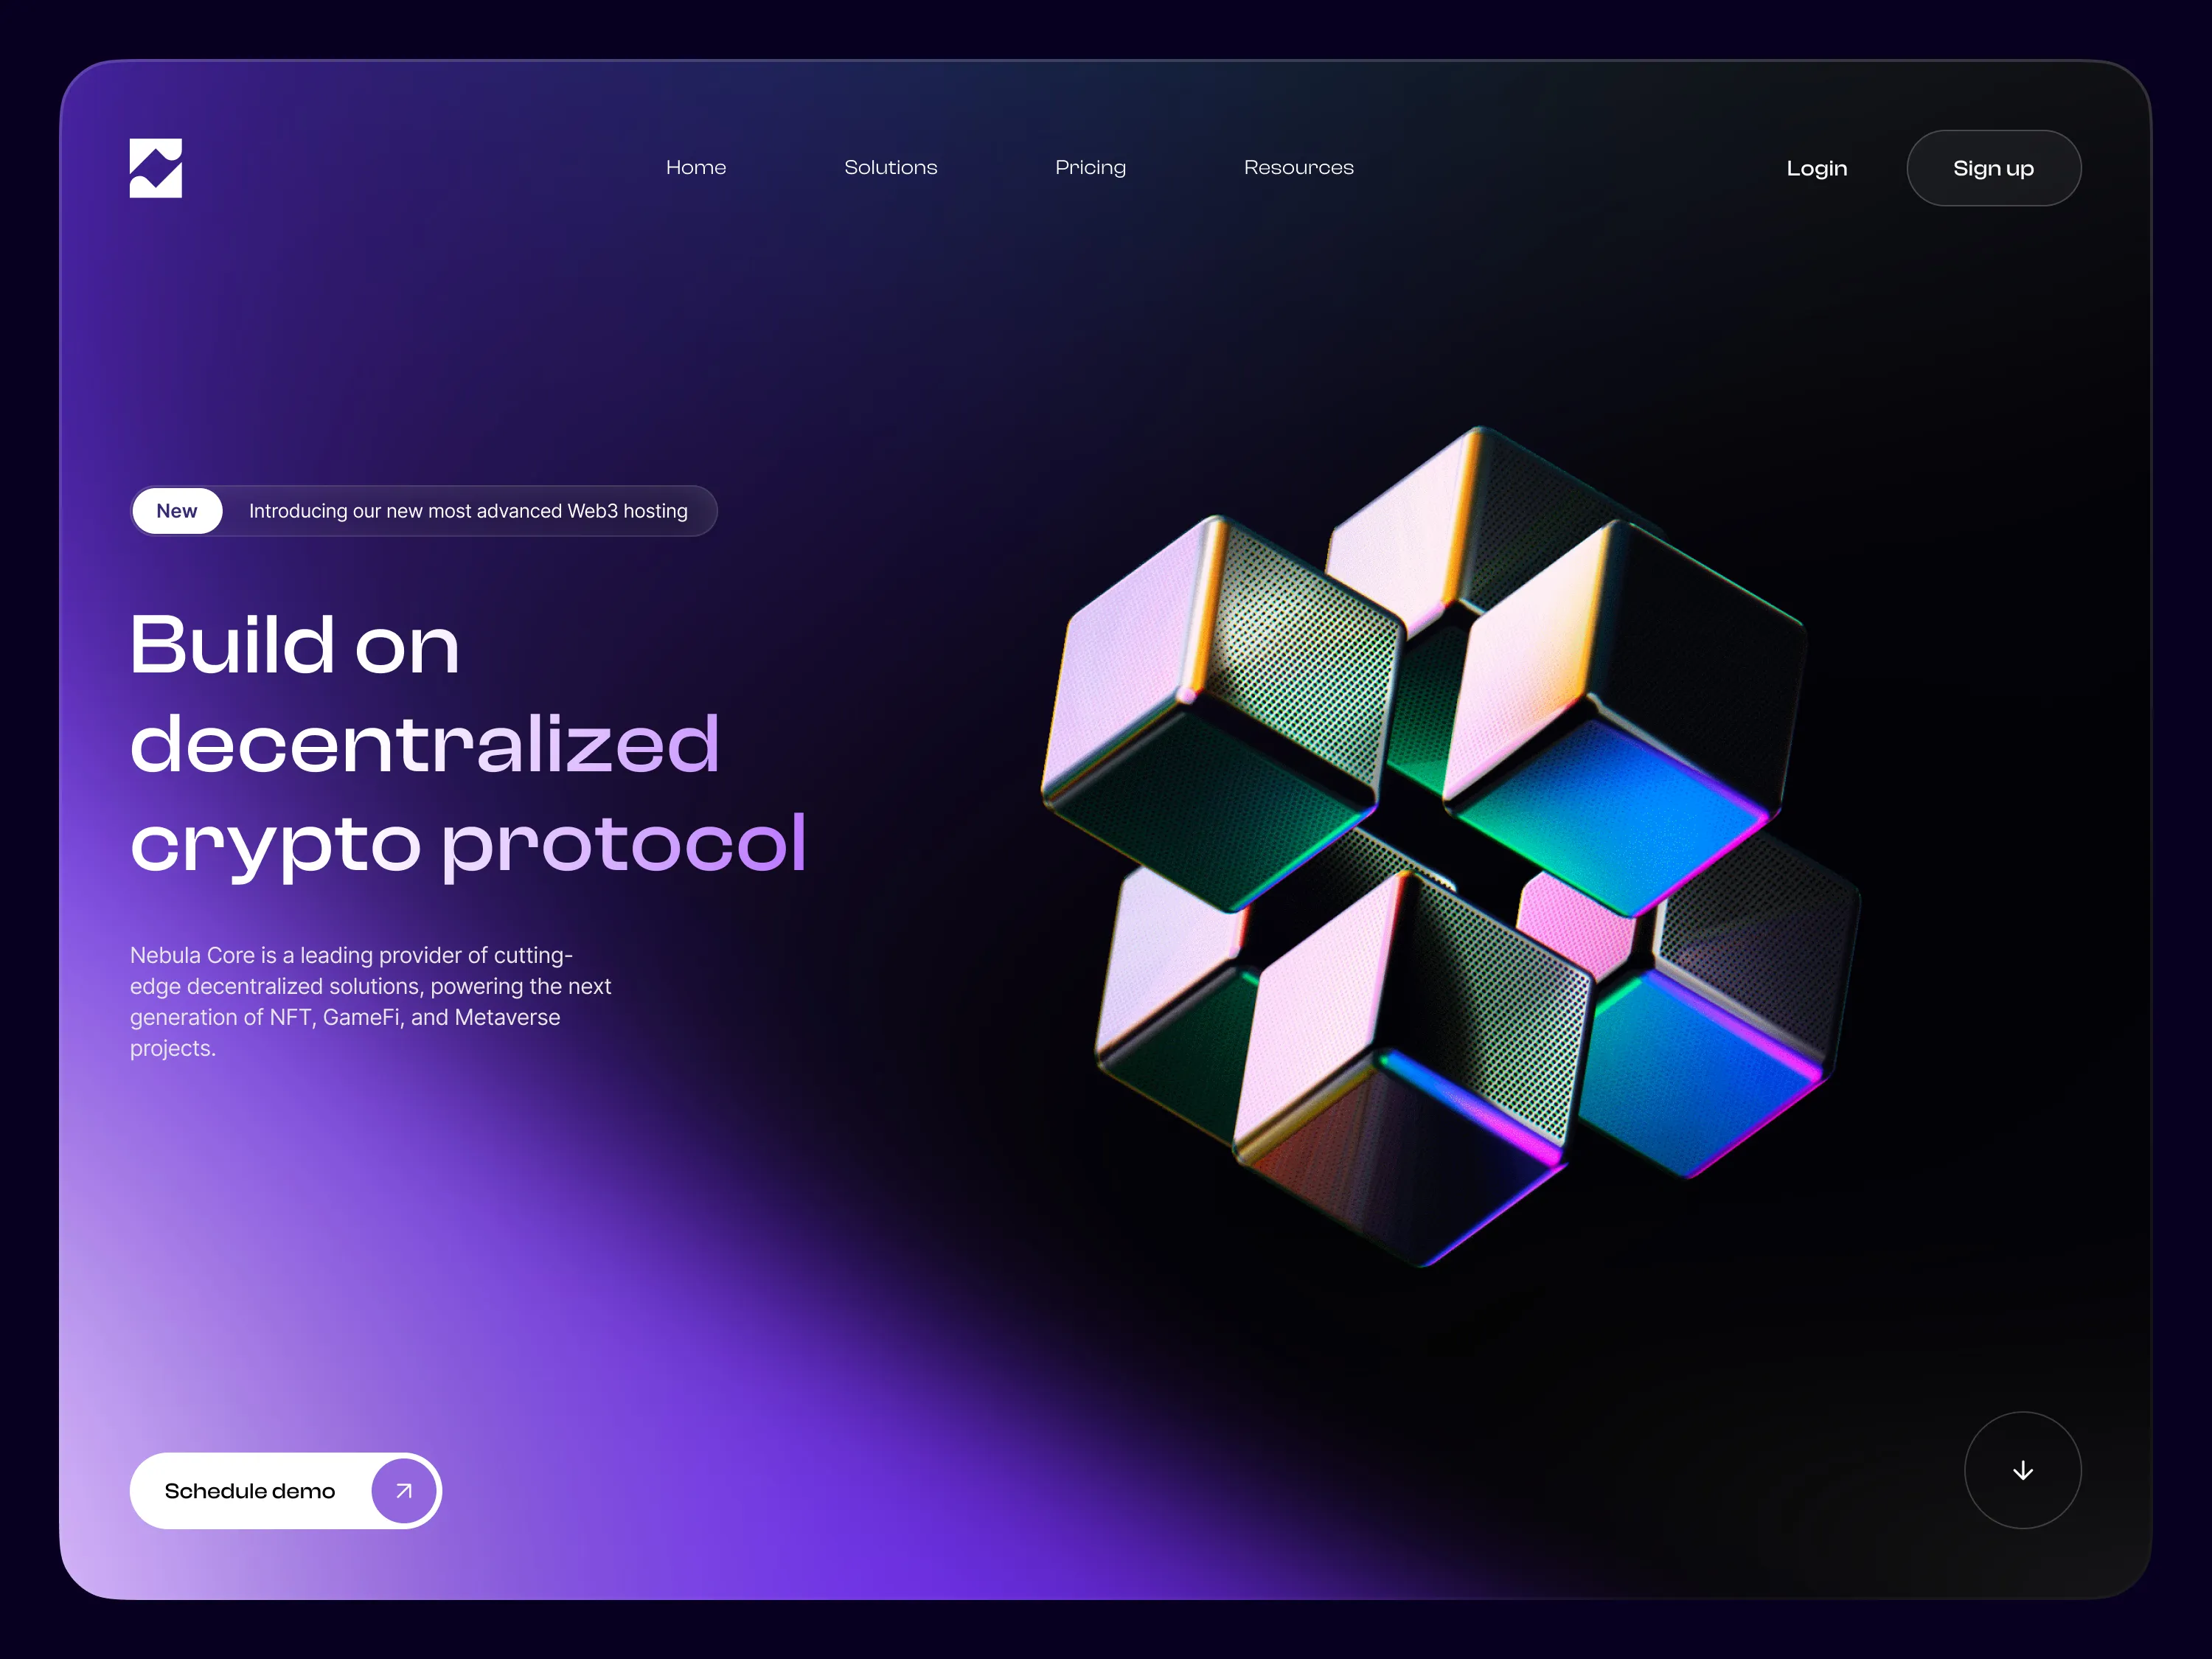 Home
Solutions
Pricing
Resources
Login
Sign up
New
Introducing our new most advanced Web3 hosting
Build on
decentralized
crypto protocol
Nebula Core is a leading provider of cutting-
edge decentralized solutions, powering the next
generation of NFT, GameFi, and Metaverse
projects.
Schedule demo